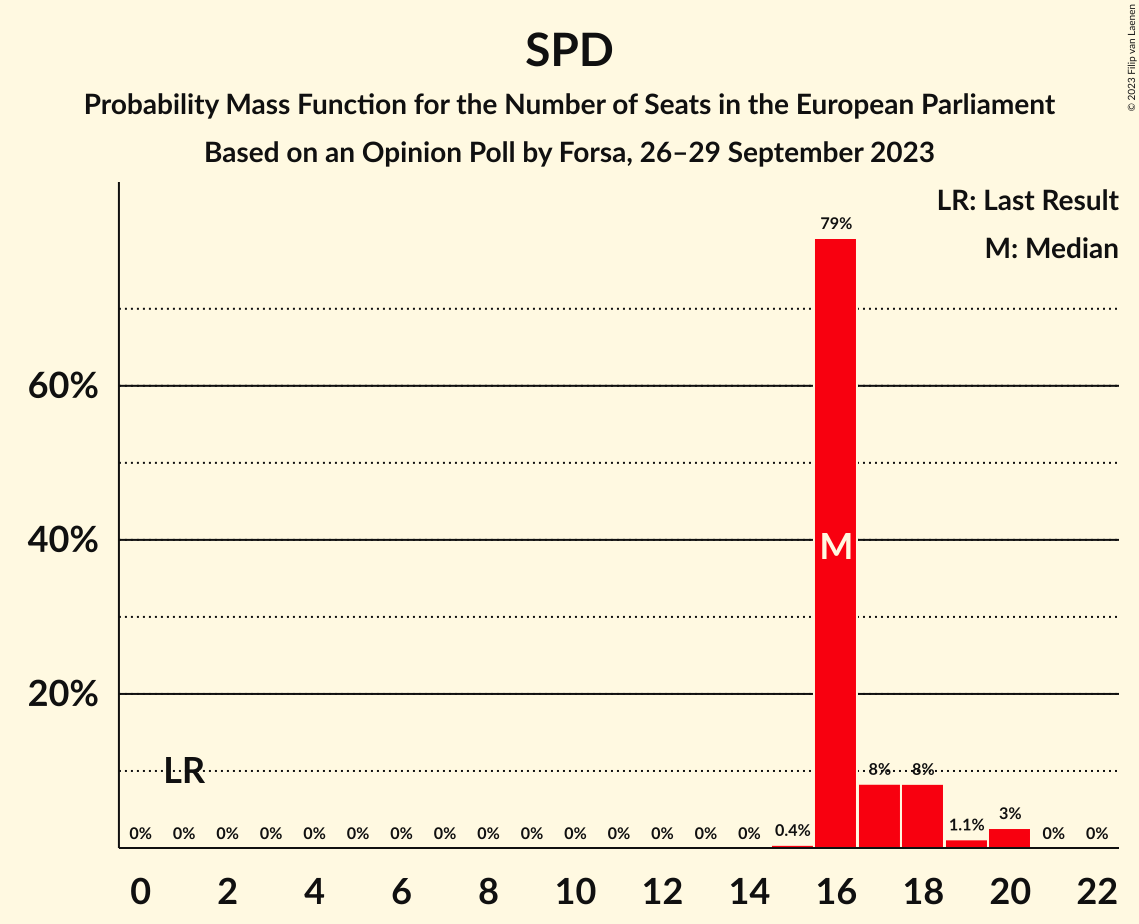 SPD
Probability Mass Function for the Number of Seats in the European Parliament
Based on an Opinion Poll by Forsa, 26–29 September 2023
© 2023 Filip van Laenen
LR: Last Result
M: Median
79%
60%
40%
M
20%
LR
8% 8%
0% 0% 0% 0% 0% 0% 0% 0% 0% 0% 0% 0% 0% 0% 0% 0.4% 1.1% 3% 0% 0%
0 2 4 6 8 10 12 14 16 18 20 22